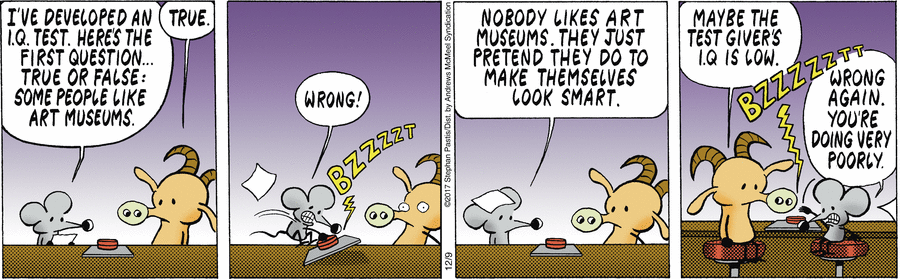 I'VE DEVELOPED AN
I.Q. TEST. HERE'S THE
FIRST QUESTION...
TRUE OR FALSE:
SOME PEOPLE LIKE
ART MUSEUMS.
TRUE.
WRONG!
BZZZZZT
©2017 Stephan Pastis/Dist. by Andrews McMeel Syndication
12/9
NOBODY LIKES ART
MUSEUMS. THEY JUST
PRETEND THEY DO TO
MAKE THEMSELVES
LOOK SMART.
MAYBE THE
TEST GIVER'S
I.Q IS LOW.
BZZZZZZTT
WRONG
AGAIN.
YOU'RE
DOING VERY
POORLY.